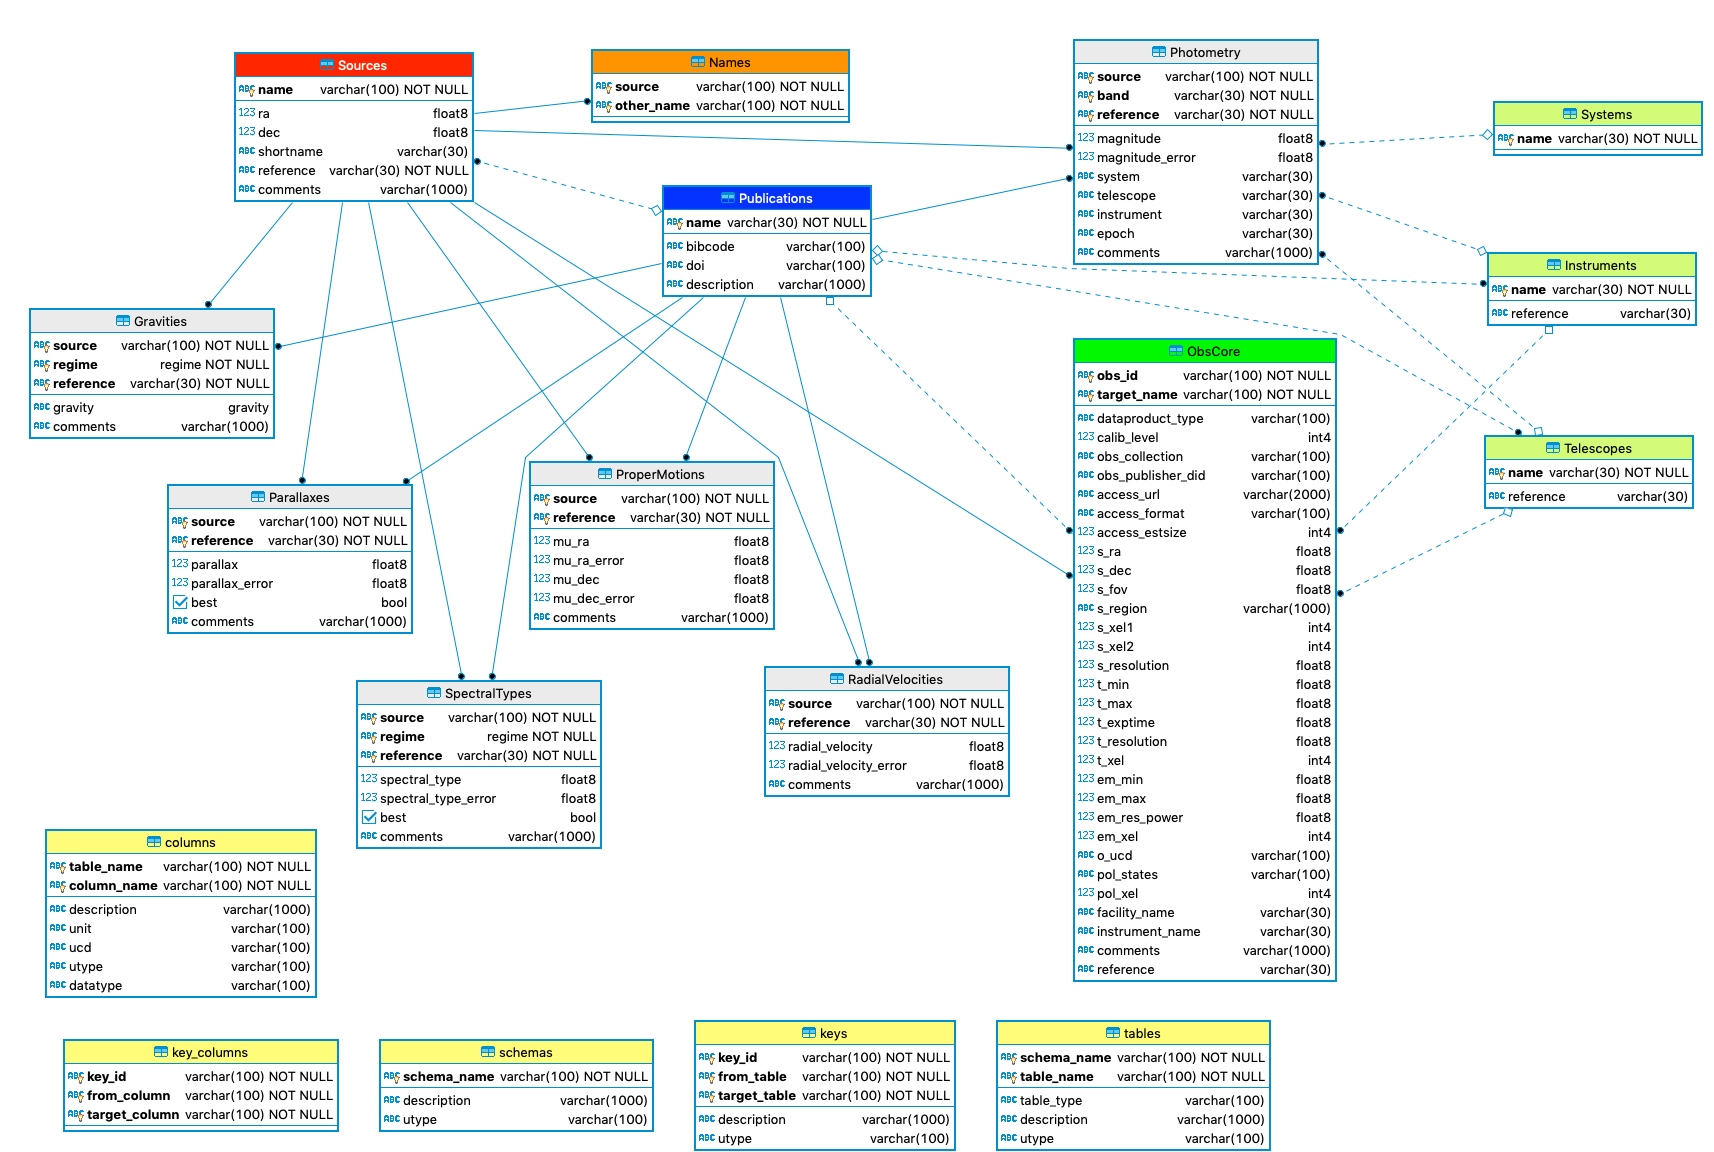 Sources
name varchar(100) NOT NULL
ra float8
dec float8
shortname varchar(30)
reference varchar(30) NOT NULL
comments varchar(1000)
Names
source varchar(100) NOT NULL
other_name varchar(100) NOT NULL
Photometry
source varchar(100) NOT NULL
band varchar(30) NOT NULL
reference varchar(30) NOT NULL
magnitude float8
magnitude_error float8
system varchar(30)
telescope varchar(30)
instrument varchar(30)
epoch varchar(30)
comments varchar(1000)
Systems
name varchar(30) NOT NULL
Publications
name varchar(30) NOT NULL
bibcode varchar(100)
doi varchar(100)
description varchar(1000)
Instruments
name varchar(30) NOT NULL
reference varchar(30)
Gravities
source varchar(100) NOT NULL
regime regime NOT NULL
reference varchar(30) NOT NULL
gravity gravity
comments varchar(1000)
ObsCore
obs_id varchar(100) NOT NULL
target_name varchar(100) NOT NULL
dataproduct_type varchar(100)
calib_level int4
obs_collection varchar(100)
obs_publisher_did varchar(100)
access_url varchar(2000)
access_format varchar(100)
access_estsize int4
s_ra float8
s_dec float8
s_fov float8
s_region varchar(1000)
s_xel1 int4
s_xel2 int4
s_resolution float8
t_min float8
t_max float8
t_exptime float8
t_resolution float8
t_xel int4
em_min float8
em_max float8
em_res_power float8
em_xel int4
o_ucd varchar(100)
pol_states varchar(100)
pol_xel int4
facility_name varchar(30)
instrument_name varchar(30)
comments varchar(1000)
reference varchar(30)
Telescopes
name varchar(30) NOT NULL
reference varchar(30)
Parallaxes
source varchar(100) NOT NULL
reference varchar(30) NOT NULL
parallax float8
parallax_error float8
best bool
comments varchar(1000)
ProperMotions
source varchar(100) NOT NULL
reference varchar(30) NOT NULL
mu_ra float8
mu_ra_error float8
mu_dec float8
mu_dec_error float8
comments varchar(1000)
SpectralTypes
source varchar(100) NOT NULL
regime regime NOT NULL
reference varchar(30) NOT NULL
spectral_type float8
spectral_type_error float8
best bool
comments varchar(1000)
RadialVelocities
source varchar(100) NOT NULL
reference varchar(30) NOT NULL
radial_velocity float8
radial_velocity_error float8
comments varchar(1000)
columns
table_name varchar(100) NOT NULL
column_name varchar(100) NOT NULL
description varchar(1000)
unit varchar(100)
ucd varchar(100)
utype varchar(100)
datatype varchar(100)
key_columns
key_id varchar(100) NOT NULL
from_column varchar(100) NOT NULL
target_column varchar(100) NOT NULL
schemas
schema_name varchar(100) NOT NULL
description varchar(1000)
utype varchar(100)
keys
key_id varchar(100) NOT NULL
from_table varchar(100) NOT NULL
target_table varchar(100) NOT NULL
description varchar(1000)
utype varchar(100)
tables
schema_name varchar(100) NOT NULL
table_name varchar(100) NOT NULL
table_type varchar(100)
description varchar(1000)
utype varchar(100)